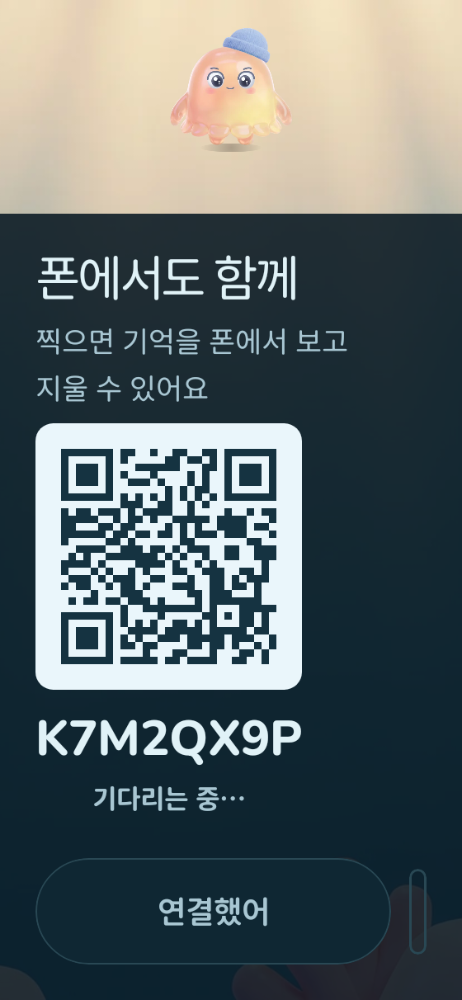 폰에서도 함께
찍으면 기억을 폰에서 보고
지울 수 있어요
K7M2QX9P
기다리는 중···
연결했어